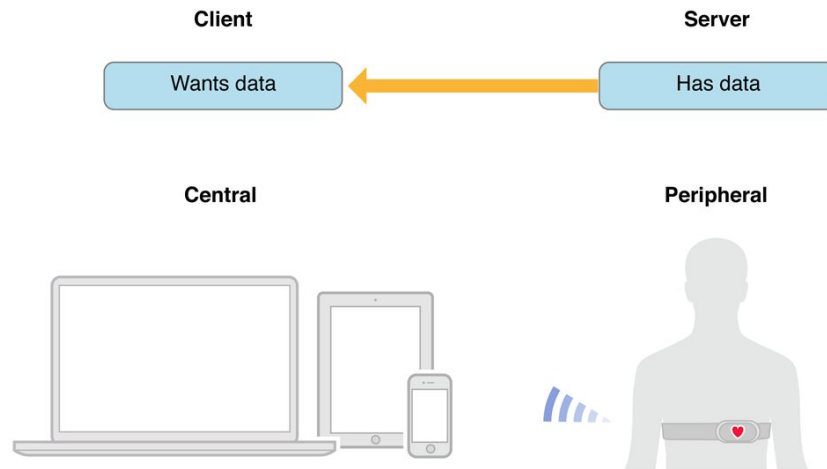 Client
Server
Wants data
Has data
Central
Peripheral